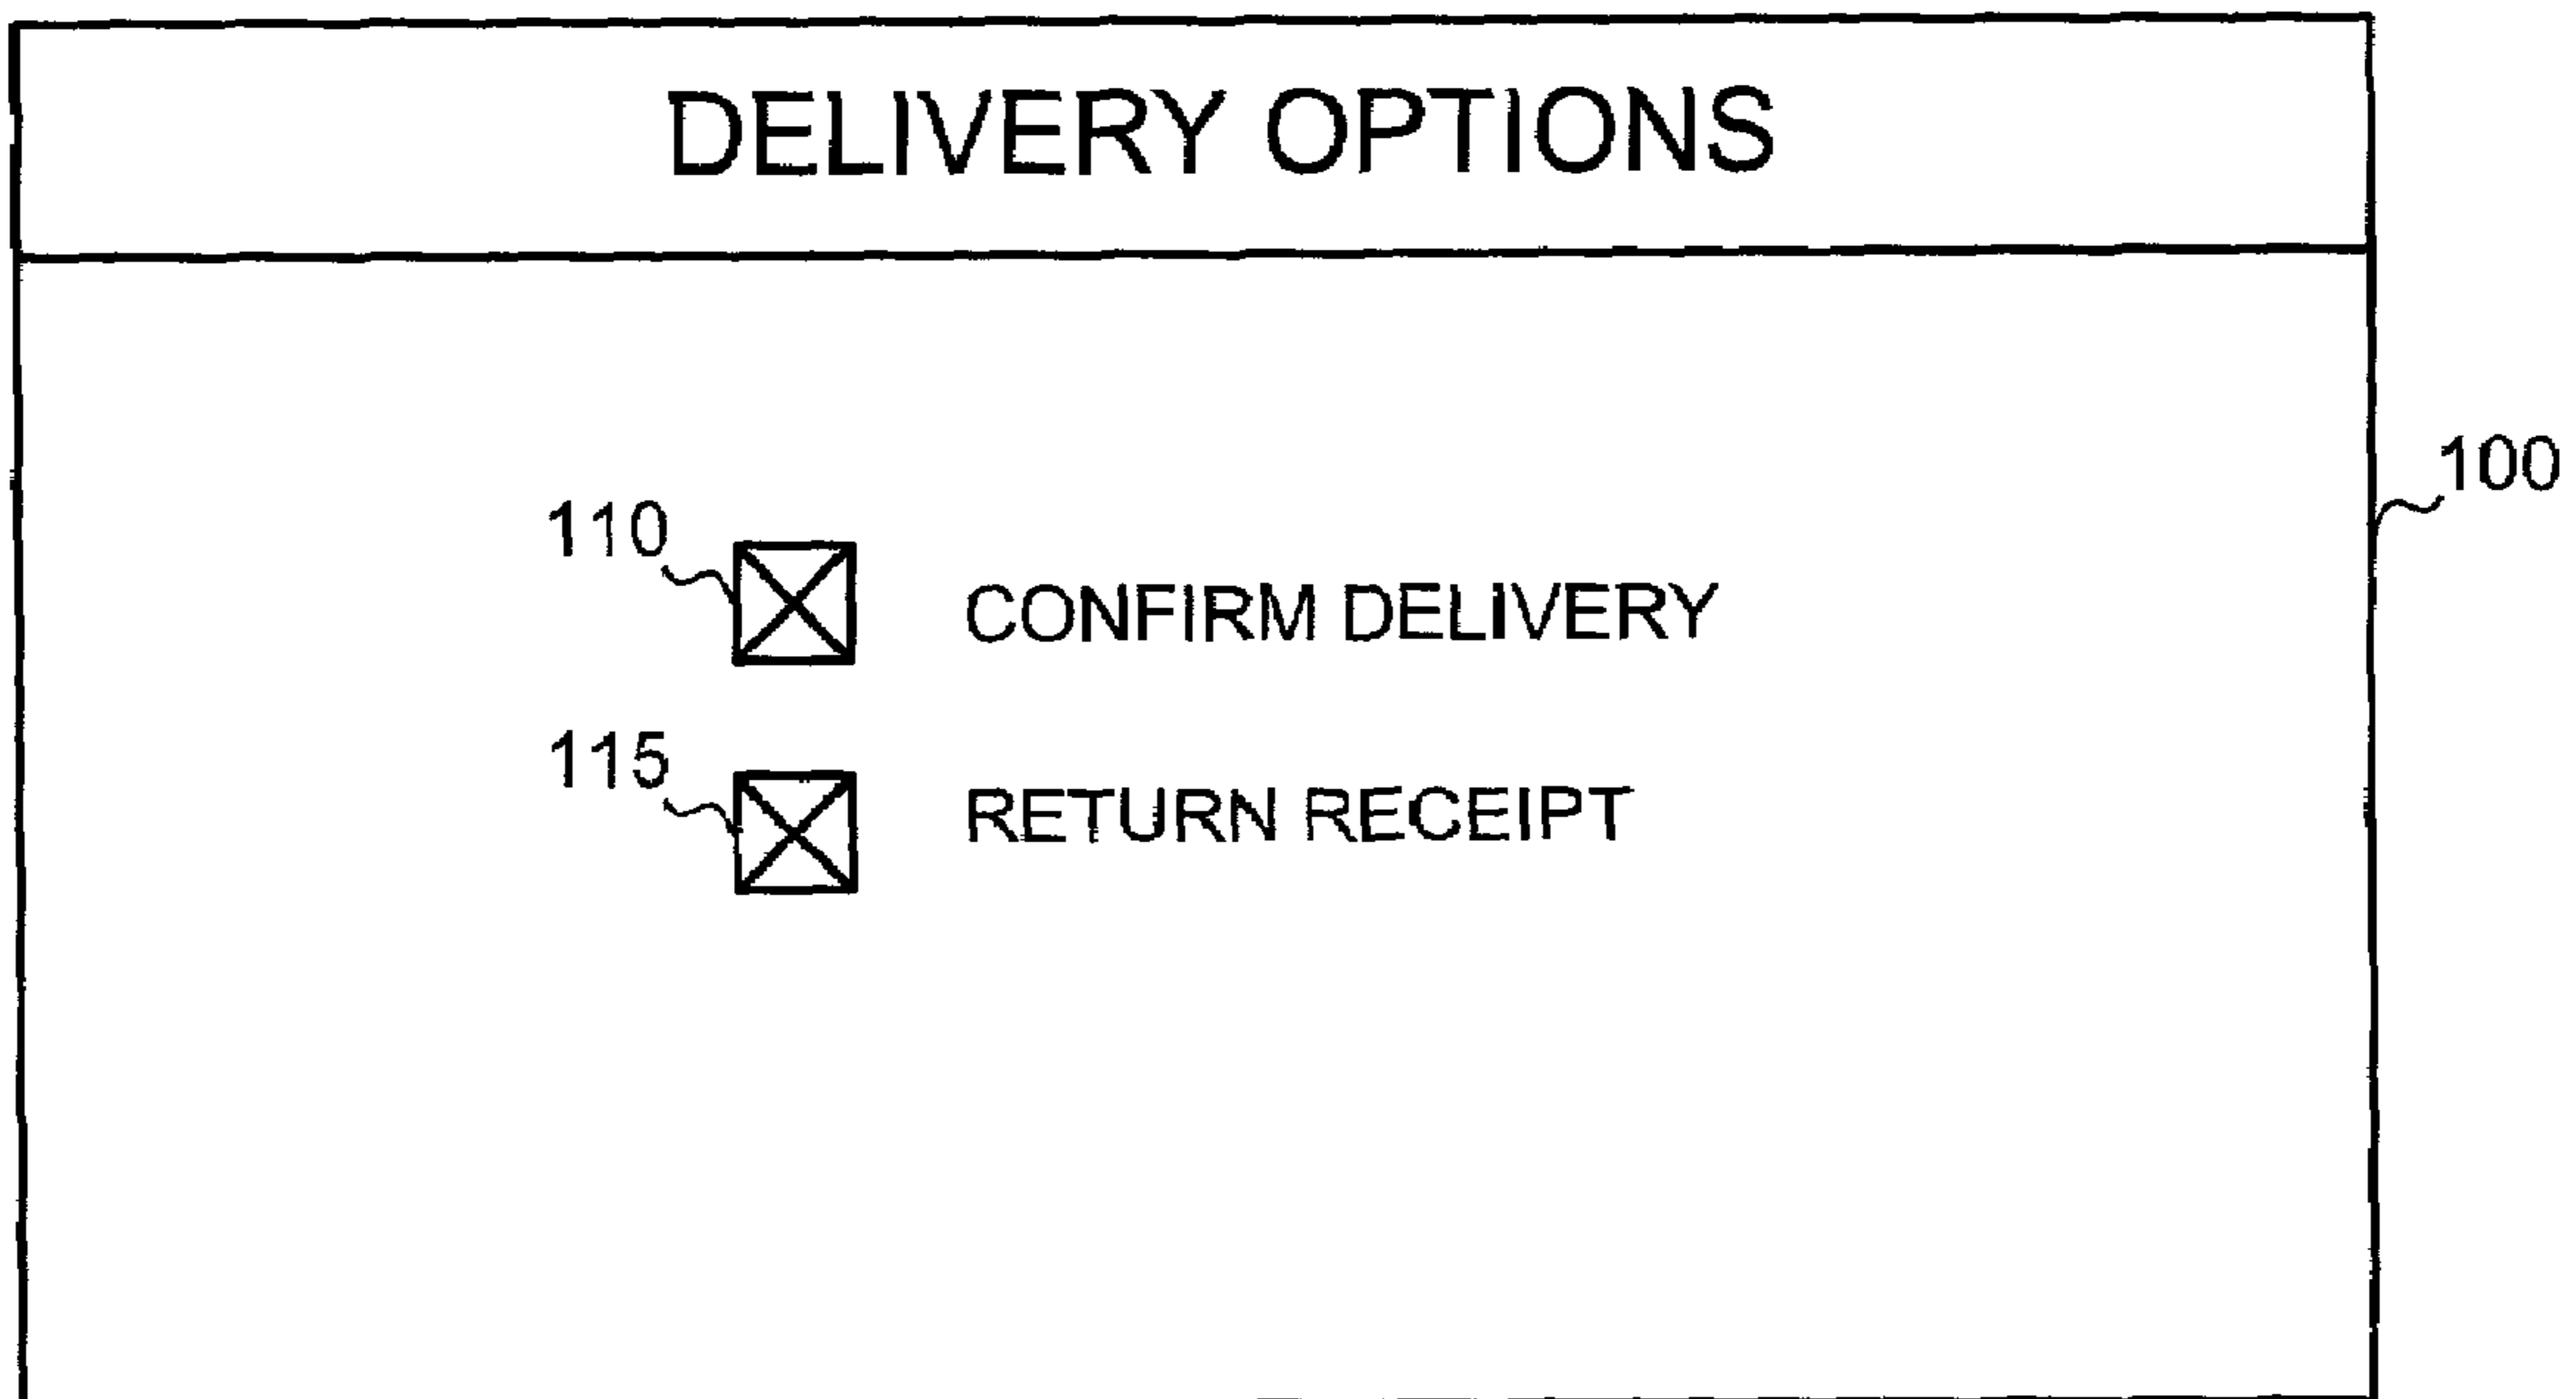 DELIVERY OPTIONS
100
110
CONFIRM DELIVERY
115
RETURN RECEIPT